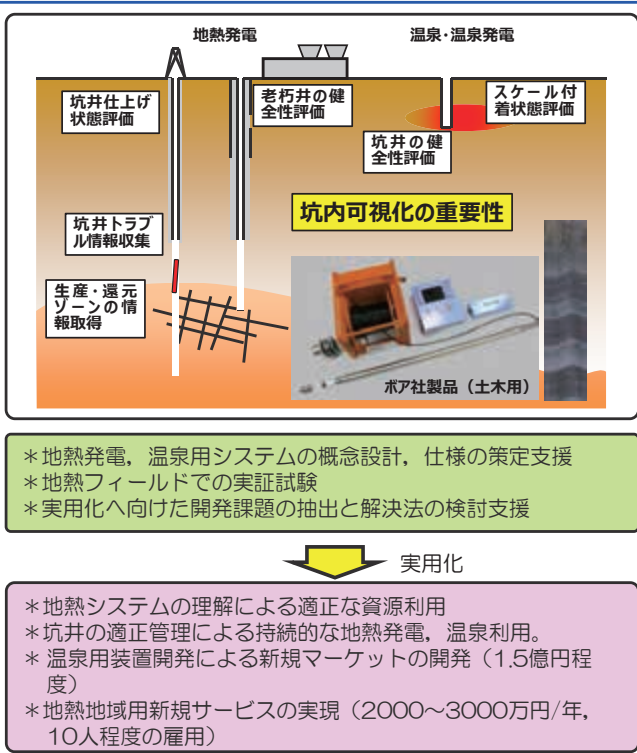 地熱発電
温泉・温泉発電
坑井仕上げ
状態評価
老朽井の健
全性評価
スケール付
着状態評価
坑井の健
全性評価
坑内可視化の重要性
坑井トラブ
ル情報収集
生産・還元
ゾーンの情
報取得
ボア社製品（土木用）
＊地熱発電，温泉用システムの概念設計，仕様の策定支援
＊地熱フィールドでの実証試験
＊実用化へ向けた開発課題の抽出と解決法の検討支援
実用化
＊地熱システムの理解による適正な資源利用
＊坑井の適正管理による持続的な地熱発電，温泉利用。
＊ 温泉用装置開発による新規マーケットの開発（1.5億円程
度）
＊地熱地域用新規サービスの実現（2000〜3000万円/年，
10人程度の雇用）